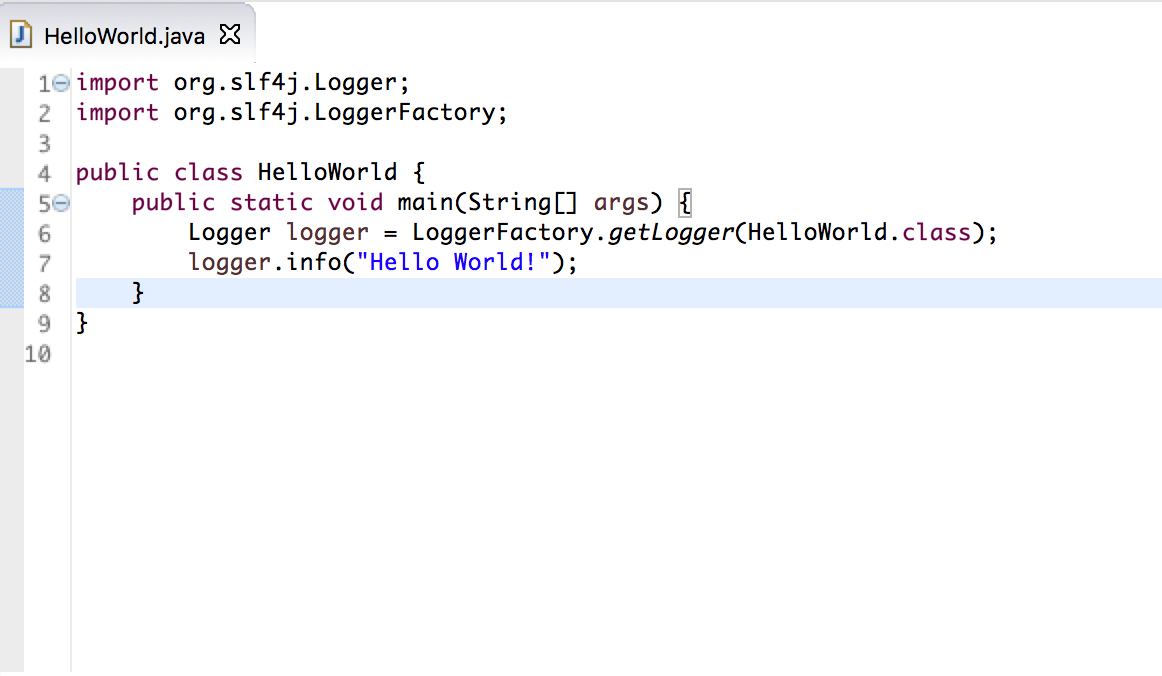 HelloWorld.java
1 import org.slf4j.Logger;
2 import org.slf4j.LoggerFactory;
3
4 public class HelloWorld {
5     public static void main(String[] args) {
6         Logger logger = LoggerFactory.getLogger(HelloWorld.class);
7         logger.info("Hello World!");
8     }
9 }
10